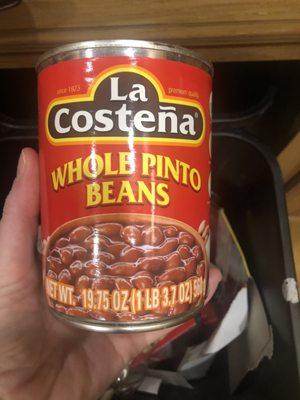 since 1923
premium quality
La
Costeña
®
WHOLE PINTO
BEANS
NET WT. 19.75 OZ (1 LB 3.7 OZ) 560